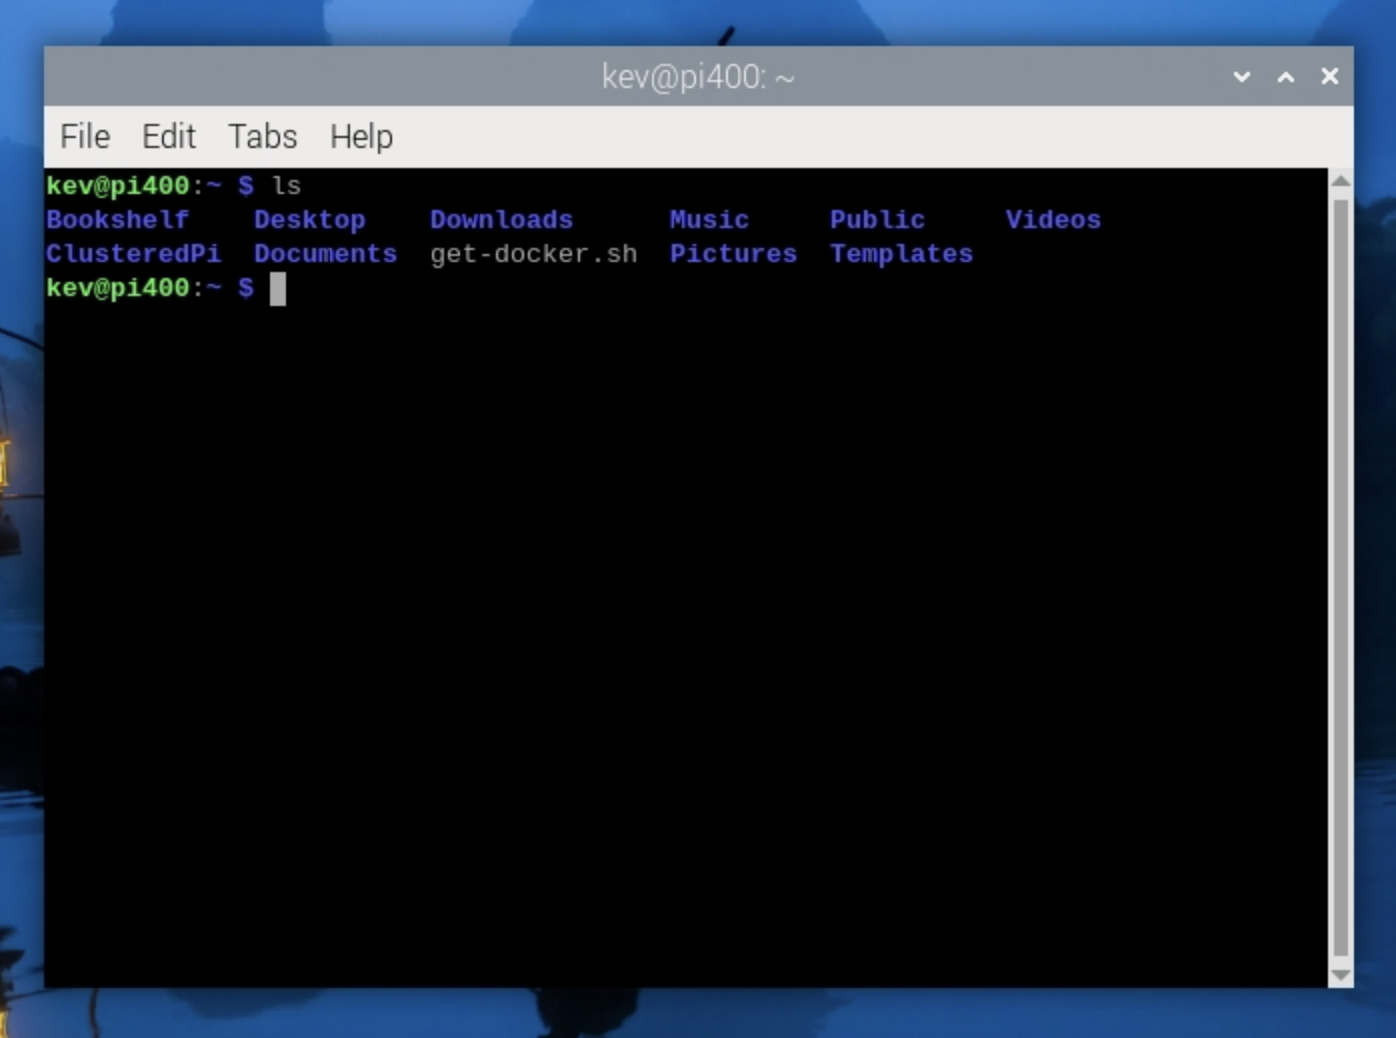 kev@pi400: ~
File Edit Tabs Help
kev@pi400:~ $ ls
Bookshelf    Desktop    Downloads      Music     Public     Videos
ClusteredPi  Documents  get-docker.sh  Pictures  Templates
kev@pi400:~ $